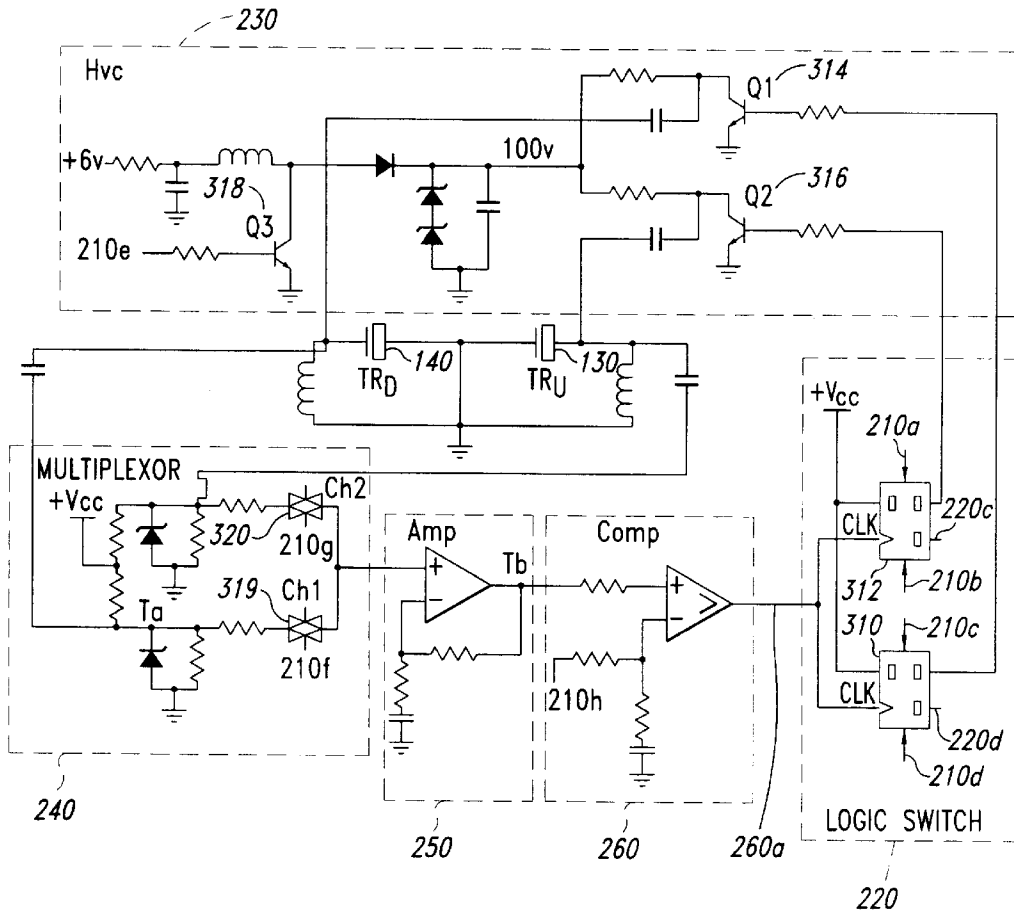 230
Hvc
314
Q1
+6v
100v
316
318
Q3
Q2
210e
140
130
TRD
TRU
+Vcc
210a
MULTIPLEXOR
+Vcc
Ch2
320
210g
Amp
Comp
220c
CLK
Tb
312
210b
319
Ch1
Ta
310
210c
210f
210h
CLK
220d
210d
LOGIC SWITCH
240
250
260
260a
220